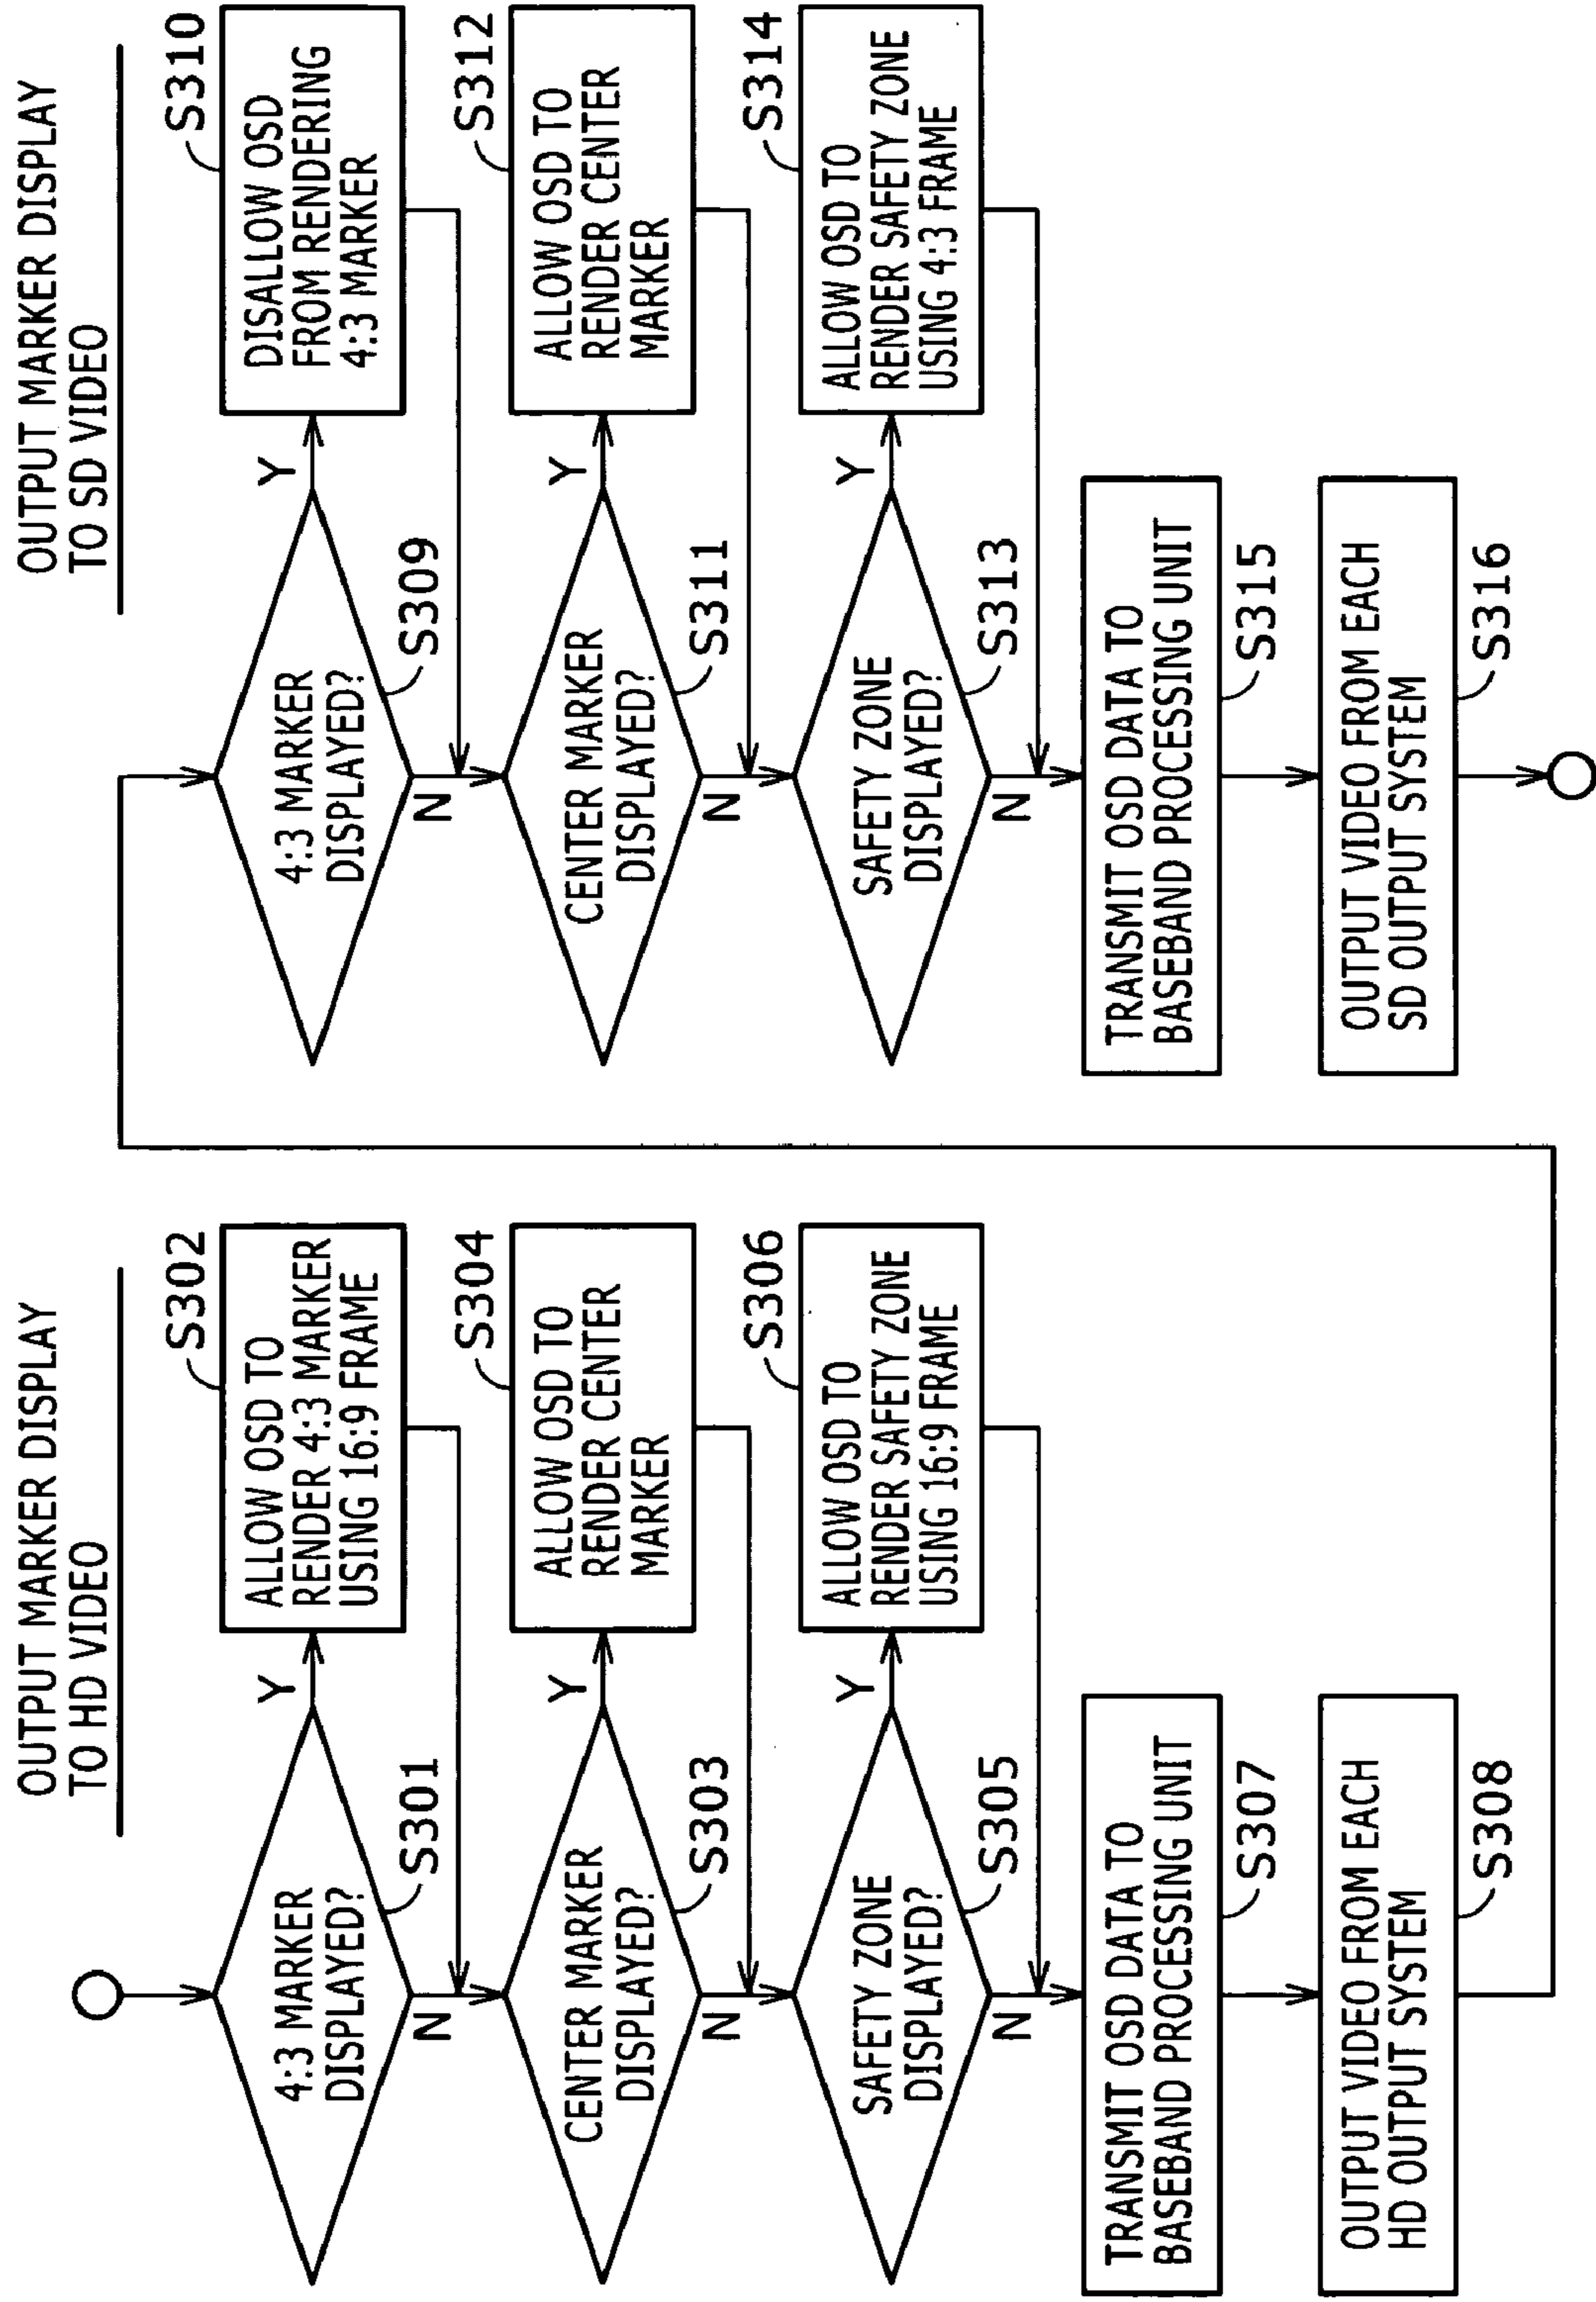 OUTPUT MARKER DISPLAY
TO HD VIDEO
4:3 MARKER
DISPLAYED?
S301
Y
N
S302
ALLOW OSD TO
RENDER 4:3 MARKER
USING 16:9 FRAME
CENTER MARKER
DISPLAYED?
S303
Y
N
S304
ALLOW OSD TO
RENDER CENTER
MARKER
SAFETY ZONE
DISPLAYED?
S305
Y
N
S306
ALLOW OSD TO
RENDER SAFETY ZONE
USING 16:9 FRAME
TRANSMIT OSD DATA TO
BASEBAND PROCESSING UNIT
S307
OUTPUT VIDEO FROM EACH
HD OUTPUT SYSTEM
S308
OUTPUT MARKER DISPLAY
TO SD VIDEO
4:3 MARKER
DISPLAYED?
S309
Y
N
S310
DISALLOW OSD
FROM RENDERING
4:3 MARKER
CENTER MARKER
DISPLAYED?
S311
Y
N
S312
ALLOW OSD TO
RENDER CENTER
MARKER
SAFETY ZONE
DISPLAYED?
S313
Y
N
S314
ALLOW OSD TO
RENDER SAFETY ZONE
USING 4:3 FRAME
TRANSMIT OSD DATA TO
BASEBAND PROCESSING UNIT
S315
OUTPUT VIDEO FROM EACH
SD OUTPUT SYSTEM
S316